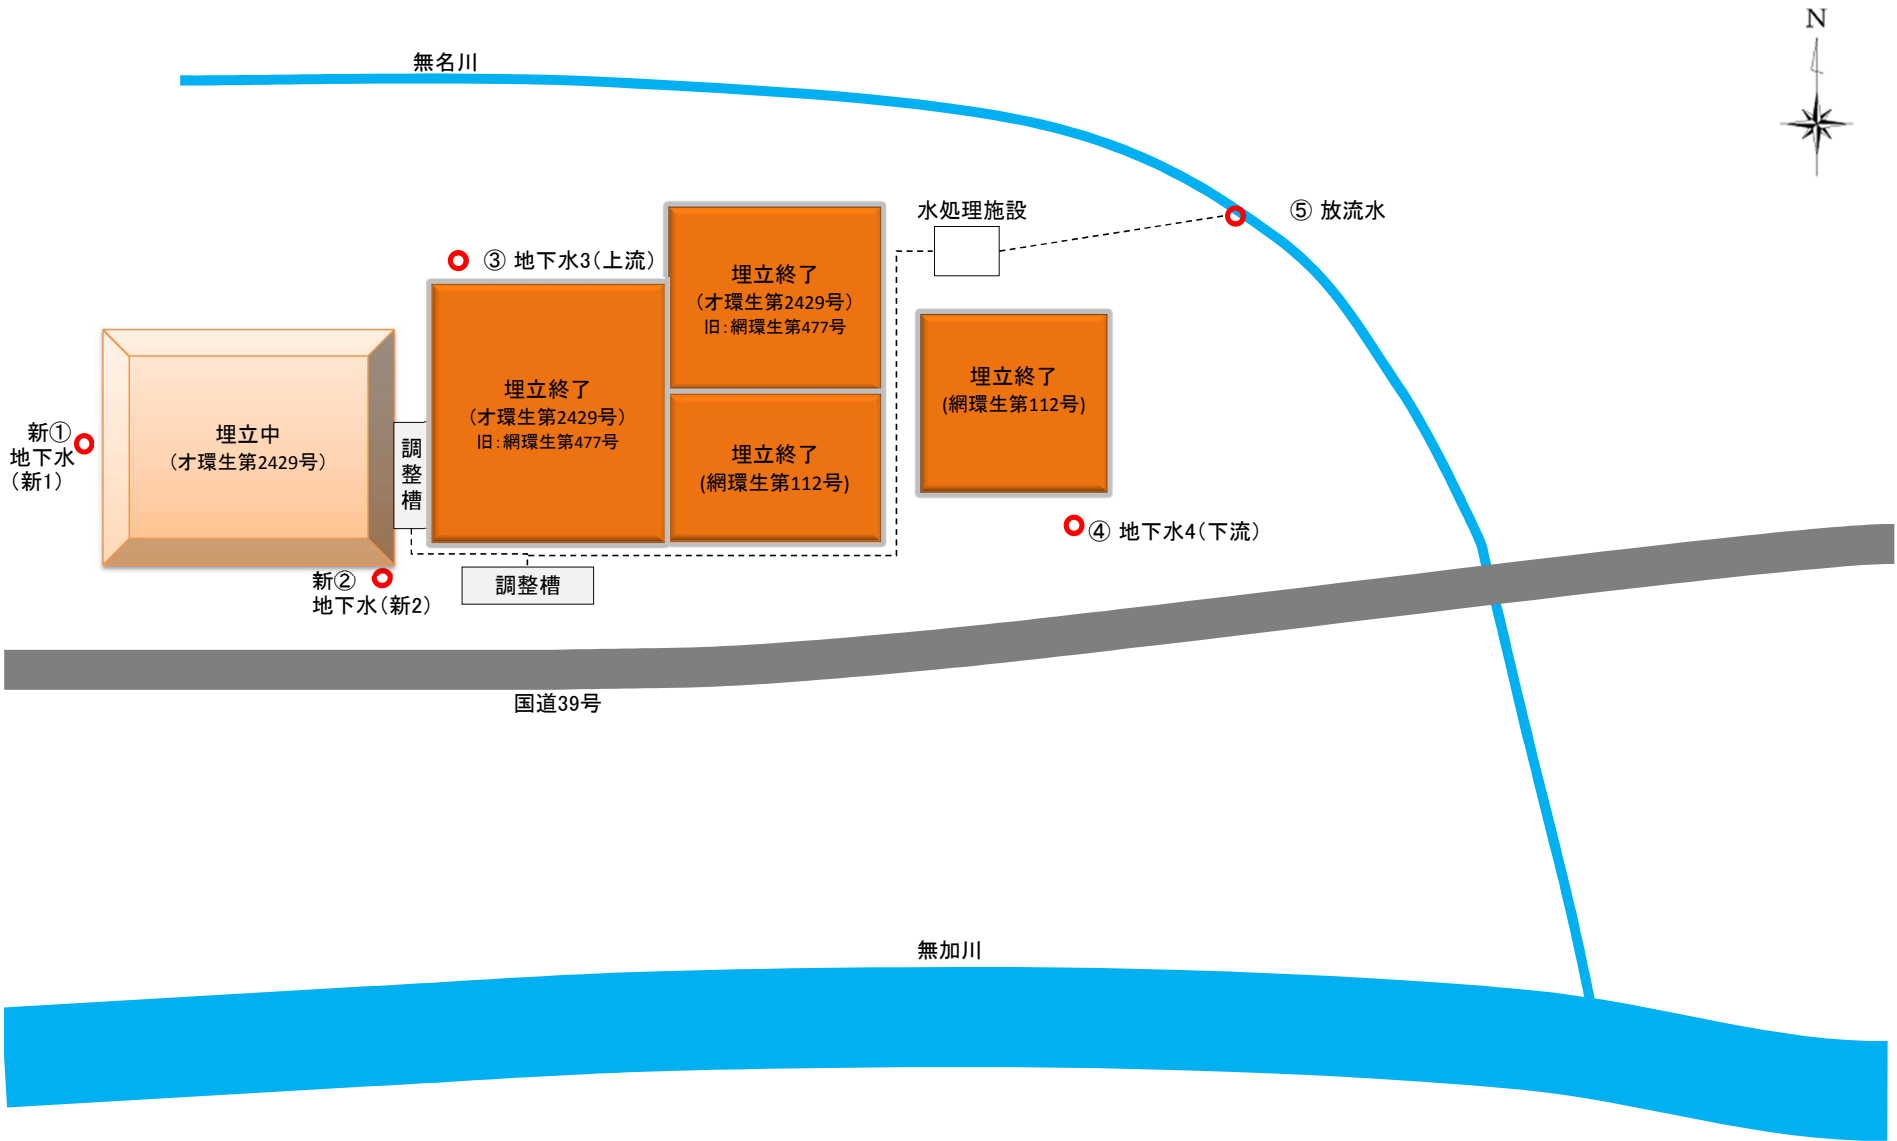 N
無名川
水処理施設
⑤ 放流水
③ 地下水3(上流)
埋立終了
(オ環生第2429号)
旧:網環生第477号
埋立終了
(オ環生第2429号)
旧:網環生第477号
埋立終了
(網環生第112号)
埋立終了
(網環生第112号)
新①
地下水
(新1)
埋立中
(オ環生第2429号)
調
整
槽
④ 地下水4(下流)
新②
地下水(新2)
調整槽
国道39号
無加川